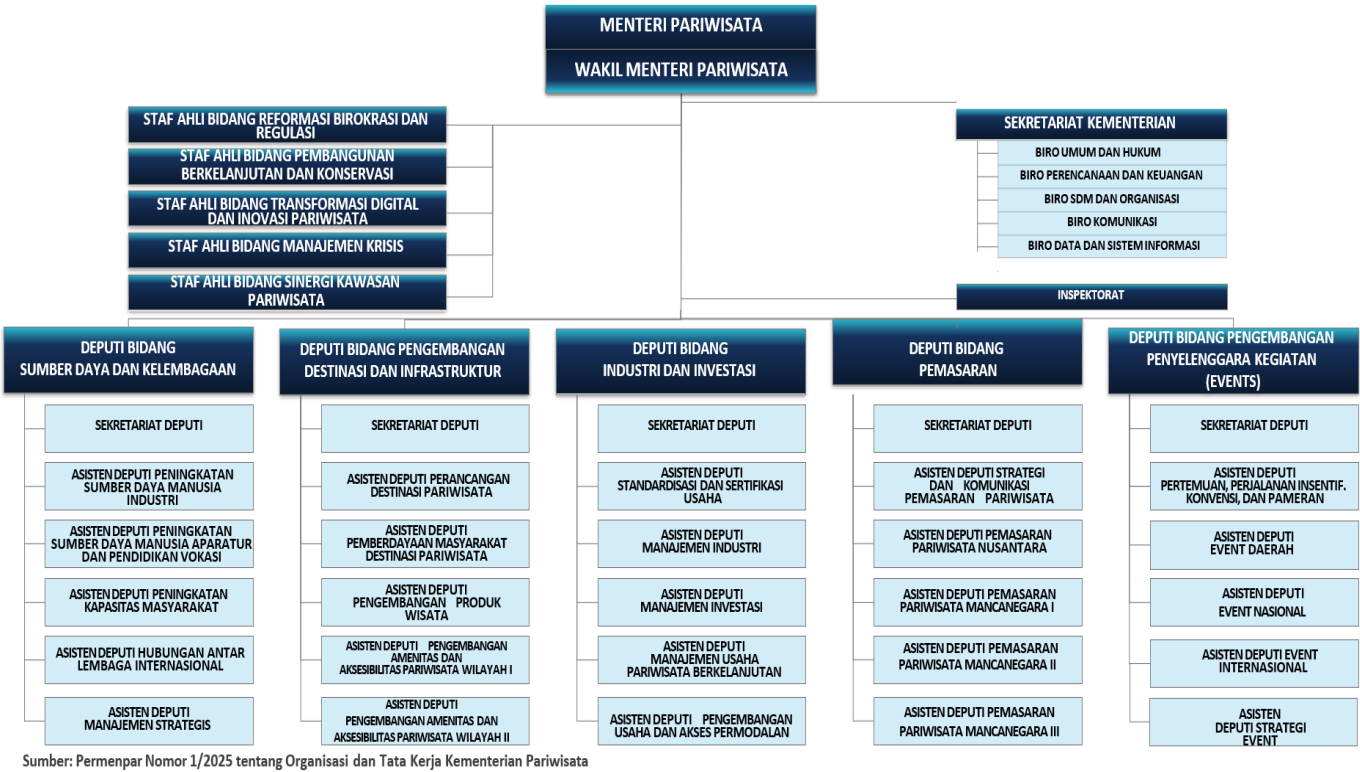 MENTERI PARIWISATA
WAKIL MENTERI PARIWISATA
STAF AHLI BIDANG REFORMASI BIROKRASI DAN
REGULASI
STAF AHLI BIDANG PEMBANGUNAN
BERKELANJUTAN DAN KONSERVASI
STAF AHLI BIDANG TRANSFORMASI DIGITAL
DAN INOVASI PARIWISATA
STAF AHLI BIDANG MANAJEMEN KRISIS
STAF AHLI BIDANG SINERGI KAWASAN
PARIWISATA
SEKRETARIAT KEMENTERIAN
BIRO UMUM DAN HUKUM
BIRO PERENCANAAN DAN KEUANGAN
BIRO SDM DAN ORGANISASI
BIRO KOMUNIKASI
BIRO DATA DAN SISTEM INFORMASI
INSPEKTORAT
DEPUTI BIDANG
SUMBER DAYA DAN KELEMBAGAAN
SEKRETARIAT DEPUTI
ASISTEN DEPUTI PENINGKATAN
SUMBER DAYA MANUSIA
INDUSTRI
ASISTEN DEPUTI PENINGKATAN
SUMBER DAYA MANUSIA APARATUR
DAN PENDIDIKAN VOKASI
ASISTEN DEPUTI PENINGKATAN
KAPASITAS MASYARAKAT
ASISTEN DEPUTI HUBUNGAN ANTAR
LEMBAGA INTERNASIONAL
ASISTEN DEPUTI
MANAJEMEN STRATEGIS
DEPUTI BIDANG PENGEMBANGAN
DESTINASI DAN INFRASTRUKTUR
SEKRETARIAT DEPUTI
ASISTEN DEPUTI PERANCANGAN
DESTINASI PARIWISATA
ASISTEN DEPUTI
PEMBERDAYAAN MASYARAKAT
DESTINASI PARIWISATA
ASISTEN DEPUTI
PENGEMBANGAN PRODUK
WISATA
ASISTEN DEPUTI PENGEMBANGAN
AMENITAS DAN
AKSESIBILITAS PARIWISATA WILAYAH I
ASISTEN DEPUTI
PENGEMBANGAN AMENITAS DAN
AKSESIBILITAS PARIWISATA WILAYAH II
DEPUTI BIDANG
INDUSTRI DAN INVESTASI
SEKRETARIAT DEPUTI
ASISTEN DEPUTI
STANDARDISASI DAN SERTIFIKASI
USAHA
ASISTEN DEPUTI
MANAJEMEN INDUSTRI
ASISTEN DEPUTI
MANAJEMEN INVESTASI
ASISTEN DEPUTI
MANAJEMEN USAHA
PARIWISATA BERKELANJUTAN
ASISTEN DEPUTI PENGEMBANGAN
USAHA DAN AKSES PERMODALAN
DEPUTI BIDANG
PEMASARAN
SEKRETARIAT DEPUTI
ASISTEN DEPUTI STRATEGI
DAN KOMUNIKASI
PEMASARAN PARIWISATA
ASISTEN DEPUTI PEMASARAN
PARIWISATA NUSANTARA
ASISTEN DEPUTI PEMASARAN
PARIWISATA MANCANEGARA I
ASISTEN DEPUTI PEMASARAN
PARIWISATA MANCANEGARA II
ASISTEN DEPUTI PEMASARAN
PARIWISATA MANCANEGARA III
DEPUTI BIDANG PENGEMBANGAN
PENYELENGGARA KEGIATAN
(EVENTS)
SEKRETARIAT DEPUTI
ASISTEN DEPUTI
PERTEMUAN, PERJALANAN INSENTIF.
KONVENSI, DAN PAMERAN
ASISTEN DEPUTI
EVENT DAERAH
ASISTEN DEPUTI
EVENT NASIONAL
ASISTEN DEPUTI EVENT
INTERNASIONAL
ASISTEN
DEPUTI STRATEGI
EVENT
Sumber: Permenpar Nomor 1/2025 tentang Organisasi dan Tata Kerja Kementerian Pariwisata